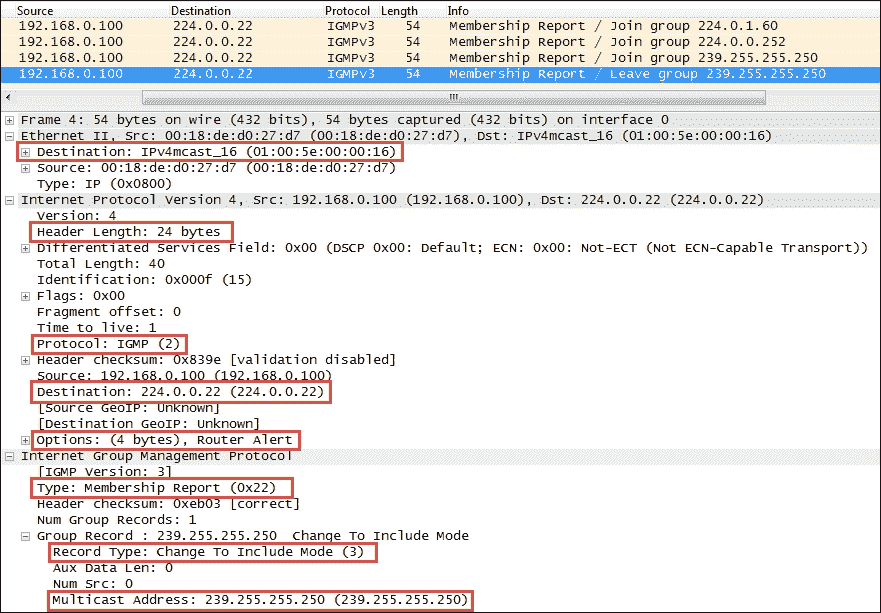 Source Destination Protocol Length Info
192.168.0.100 224.0.0.22 IGMPv3 54 Membership Report / Join group 224.0.1.60
192.168.0.100 224.0.0.22 IGMPv3 54 Membership Report / Join group 224.0.0.252
192.168.0.100 224.0.0.22 IGMPv3 54 Membership Report / Join group 239.255.255.250
192.168.0.100 224.0.0.22 IGMPv3 54 Membership Report / Leave group 239.255.255.250
Frame 4: 54 bytes on wire (432 bits), 54 bytes captured (432 bits) on interface 0
Ethernet II, Src: 00:18:de:d0:27:d7 (00:18:de:d0:27:d7), Dst: IPv4mcast_16 (01:00:5e:00:00:16)
Destination: IPv4mcast_16 (01:00:5e:00:00:16)
Source: 00:18:de:d0:27:d7 (00:18:de:d0:27:d7)
Type: IP (0x0800)
Internet Protocol Version 4, Src: 192.168.0.100 (192.168.0.100), Dst: 224.0.0.22 (224.0.0.22)
Version: 4
Header Length: 24 bytes
Differentiated Services Field: 0x00 (DSCP 0x00: Default; ECN: 0x00: Not-ECT (Not ECN-Capable Transport))
Total Length: 40
Identification: 0x000f (15)
Flags: 0x00
Fragment offset: 0
Time to live: 1
Protocol: IGMP (2)
Header checksum: 0x839e [validation disabled]
Source: 192.168.0.100 (192.168.0.100)
Destination: 224.0.0.22 (224.0.0.22)
[Source GeoIP: Unknown]
[Destination GeoIP: Unknown]
Options: (4 bytes), Router Alert
Internet Group Management Protocol
[IGMP Version: 3]
Type: Membership Report (0x22)
Header checksum: 0xeb03 [correct]
Num Group Records: 1
Group Record : 239.255.255.250 Change To Include Mode
Record Type: Change To Include Mode (3)
Aux Data Len: 0
Num Src: 0
Multicast Address: 239.255.255.250 (239.255.255.250)